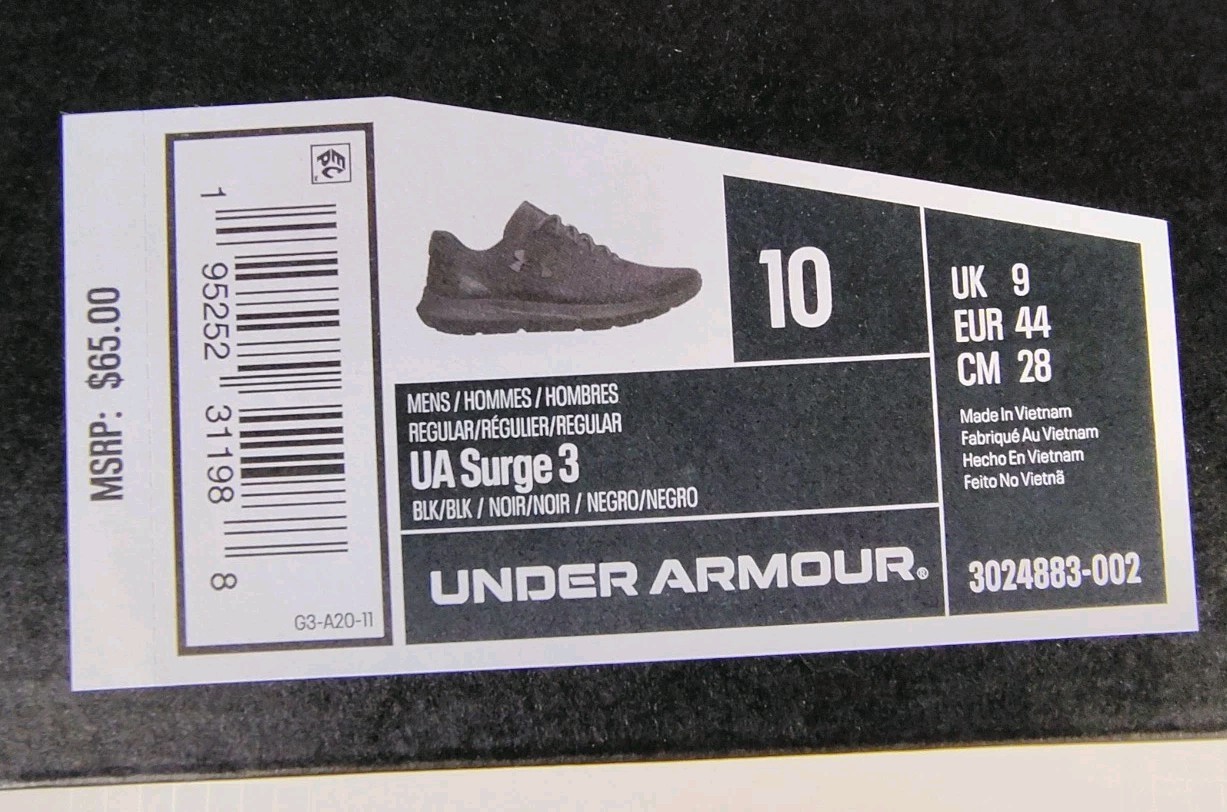 MSRP: $65.00
EPC
1 95252 31198 8
G3-A20-11
10
MENS / HOMMES / HOMBRES
REGULAR/RÉGULIER/REGULAR
UA Surge 3
BLK/BLK / NOIR/NOIR / NEGRO/NEGRO
UNDER ARMOUR®
UK 9
EUR 44
CM 28
Made In Vietnam
Fabriqué Au Vietnam
Hecho En Vietnam
Feito No Vietnã
3024883-002